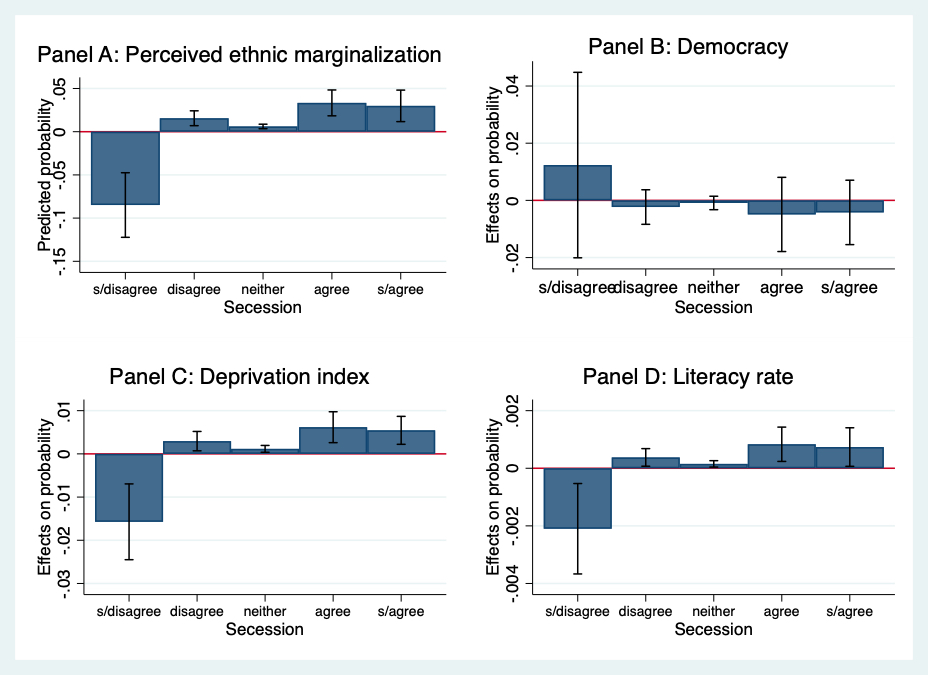 Panel A: Perceived ethnic marginalization
Predicted probability
.05
0
-.05
-.1
-.15
s/disagree disagree neither agree s/agree
Secession
Panel B: Democracy
Effects on probability
.04
.02
0
-.02
s/disagree disagree neither agree s/agree
Secession
Panel C: Deprivation index
Effects on probability
.01
0
-.01
-.02
-.03
s/disagree disagree neither agree s/agree
Secession
Panel D: Literacy rate
Effects on probability
.002
0
-.002
-.004
s/disagree disagree neither agree s/agree
Secession